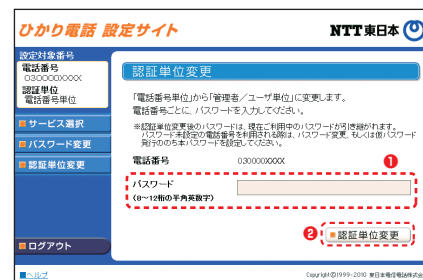 ひかり電話 設定サイト
NTT東日本
設定対象番号
電話番号
030000XXXX
認証単位
電話番号単位
サービス選択
パスワード変更
認証単位変更
ログアウト
ヘルプ
認証単位変更
「電話番号単位」から「管理者／ユーザ単位」に変更します。
電話番号ごとに、パスワードを入力してください。
※認証単位変更後のパスワードは、現在ご利用中のパスワードが引き継がれます。
パスワード未設定の電話番号を利用される際は、パスワード変更、もしくは仮パスワード
発行ののち本パスワードを設定してください。
電話番号 030000XXXX
❶
パスワード
(8〜12桁の半角英数字)
❷ 認証単位変更
Copyright©1999-2010 東日本電信電話株式会